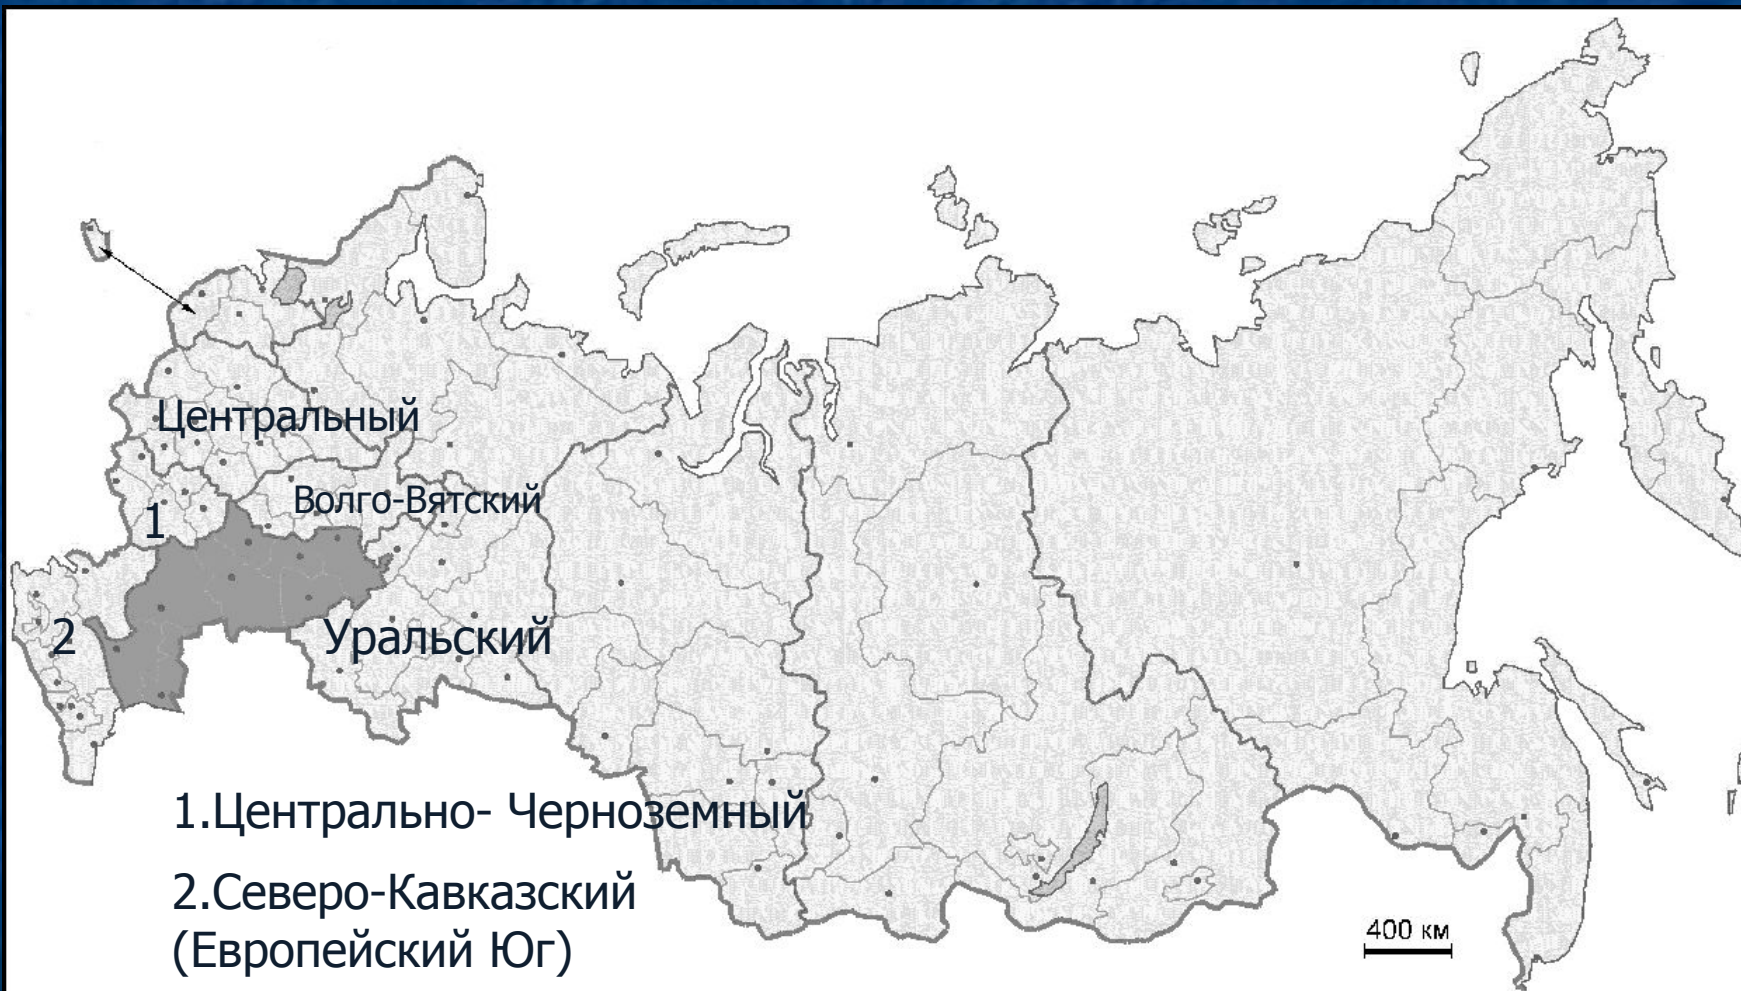 Центральный
Волго-Вятский
1
2
Уральский
1.Центрально- Черноземный
2.Северо-Кавказский
(Европейский Юг)
400 км